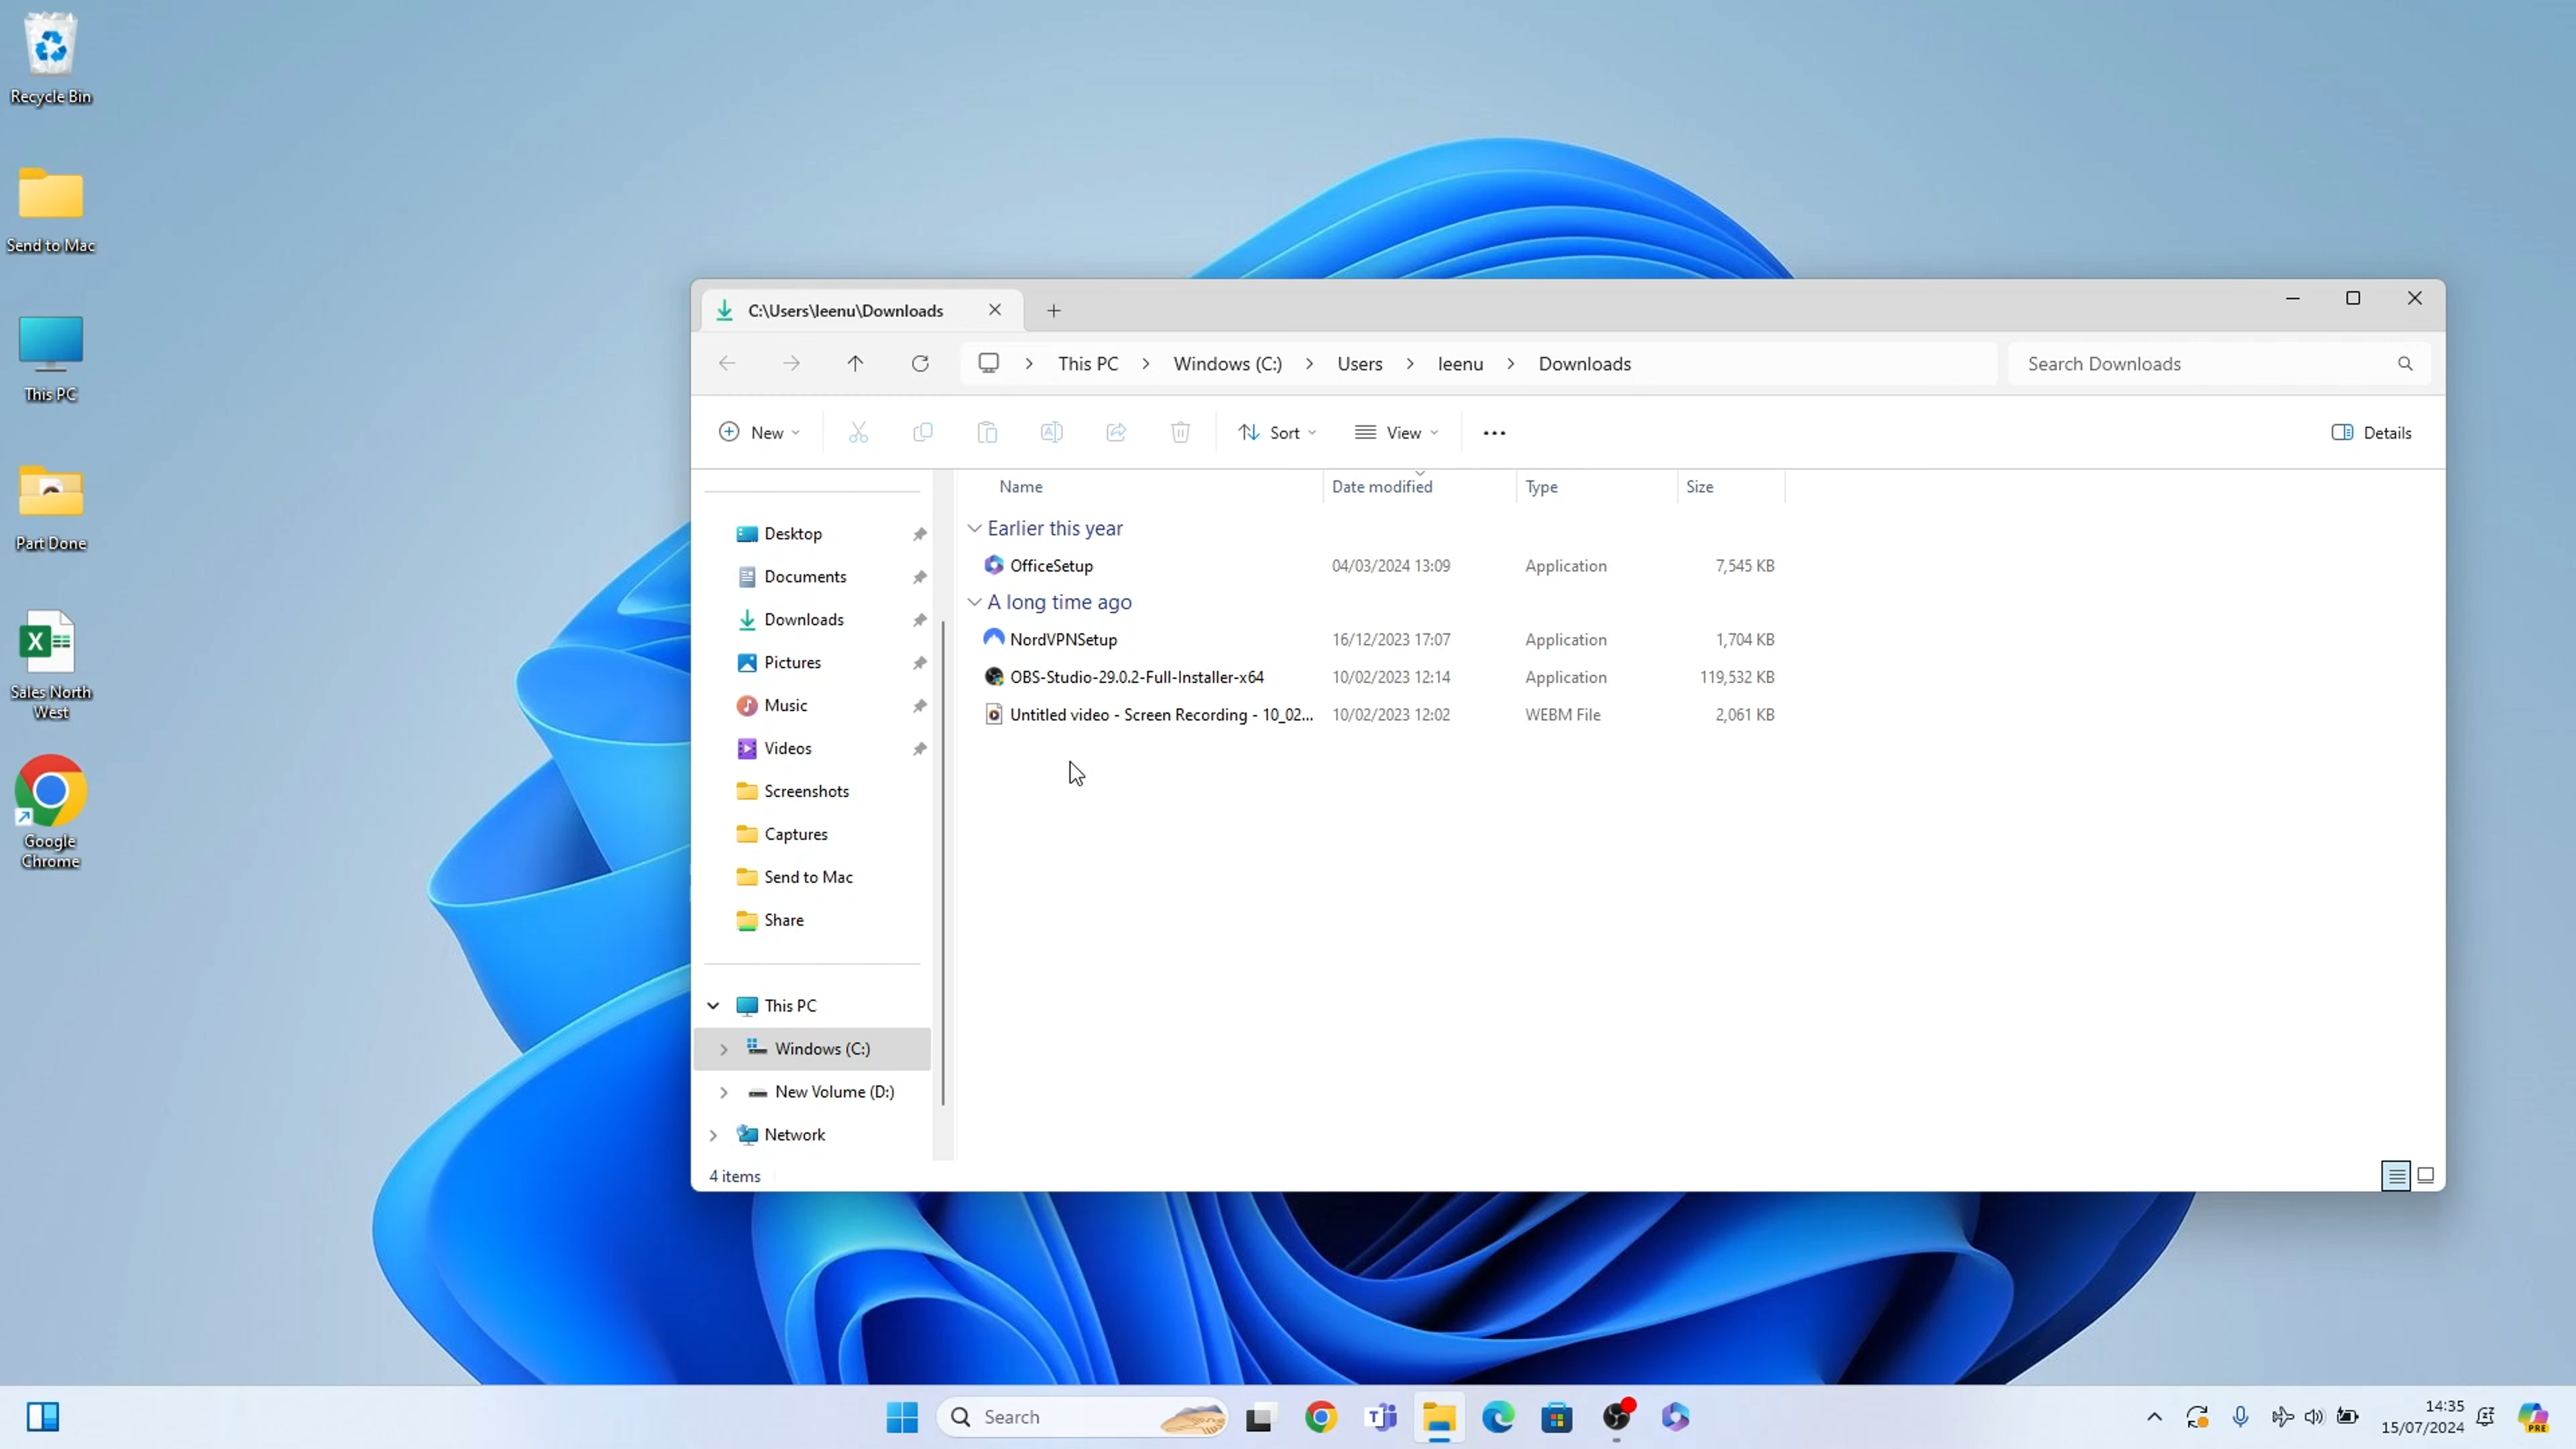 Recycle Bin
Send to Mac
This PC
Part Done
Sales North
West
Google
Chrome
C:\Users\leenu\Downloads
This PC
Windows (C:)
Users
leenu
Downloads
Search Downloads
New
Sort
View
Details
Desktop
Documents
Downloads
Pictures
Music
Videos
Screenshots
Captures
Send to Mac
Share
This PC
Windows (C:)
New Volume (D:)
Network
Name Date modified Type Size
Earlier this year
OfficeSetup 04/03/2024 13:09 Application 7,545 KB
A long time ago
NordVPNSetup 16/12/2023 17:07 Application 1,704 KB
OBS-Studio-29.0.2-Full-Installer-x64 10/02/2023 12:14 Application 119,532 KB
Untitled video - Screen Recording - 10_02... 10/02/2023 12:02 WEBM File 2,061 KB
4 items
Search
14:35
15/07/2024
PRE